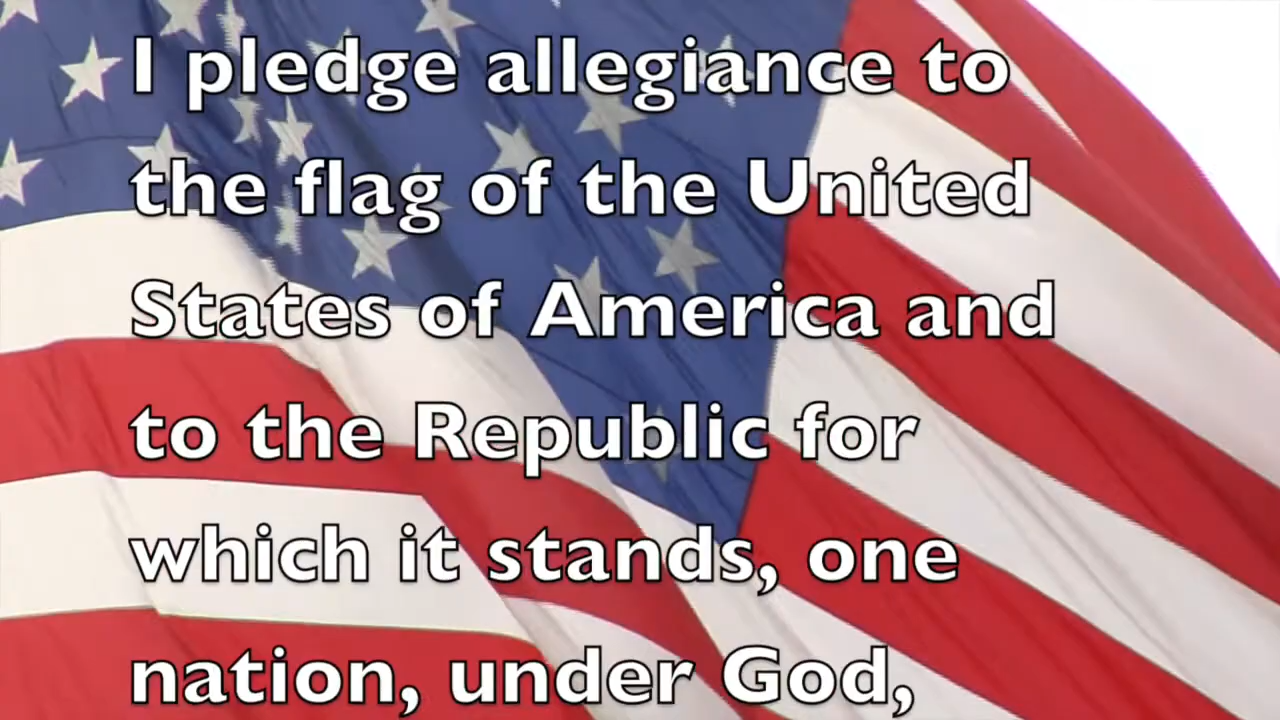 I pledge allegiance to
the flag of the United
States of America and
to the Republic for
which it stands, one
nation, under God,